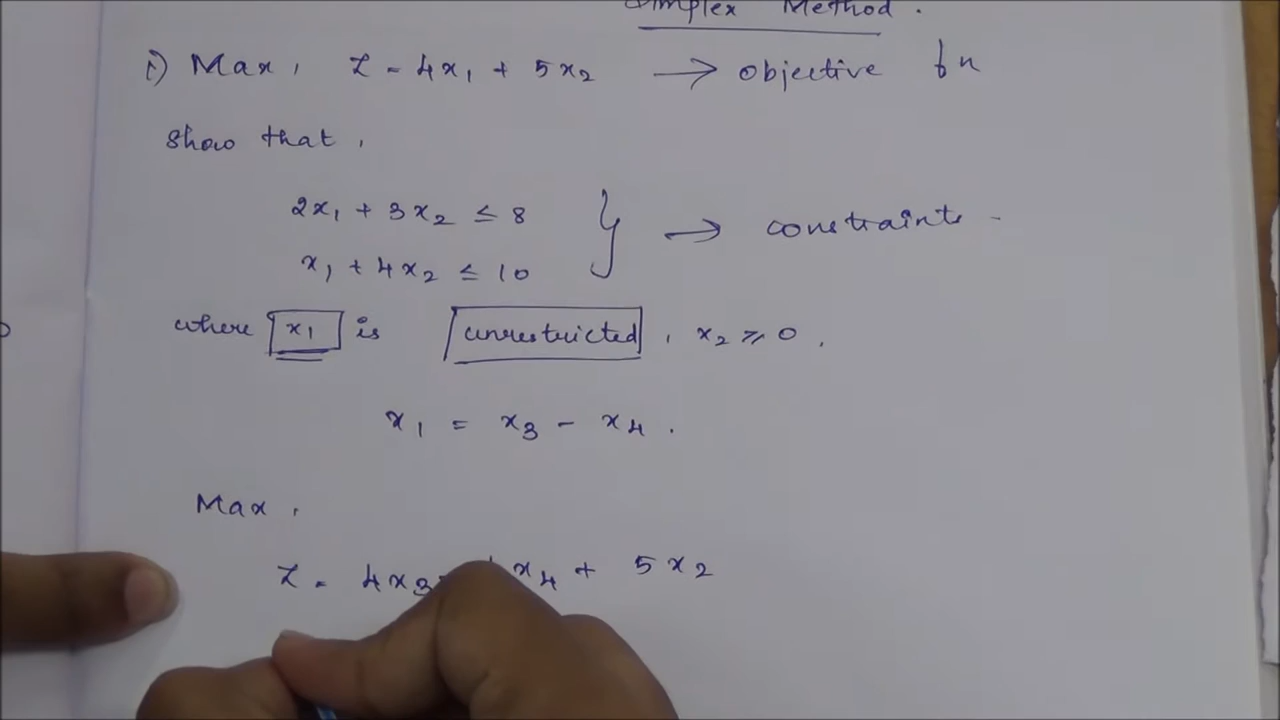 Simplex Method.
1) Max, Z = 4x₁ + 5x₂ → objective fn
show that,
2x₁ + 3x₂ ≤ 8
x₁ + 4x₂ ≤ 10 } → constraints -
where x₁ is unrestricted, x₂ ≥ 0.
x₁ = x₃ - x₄.
Max,
Z = 4x₃ - x₄ + 5x₂